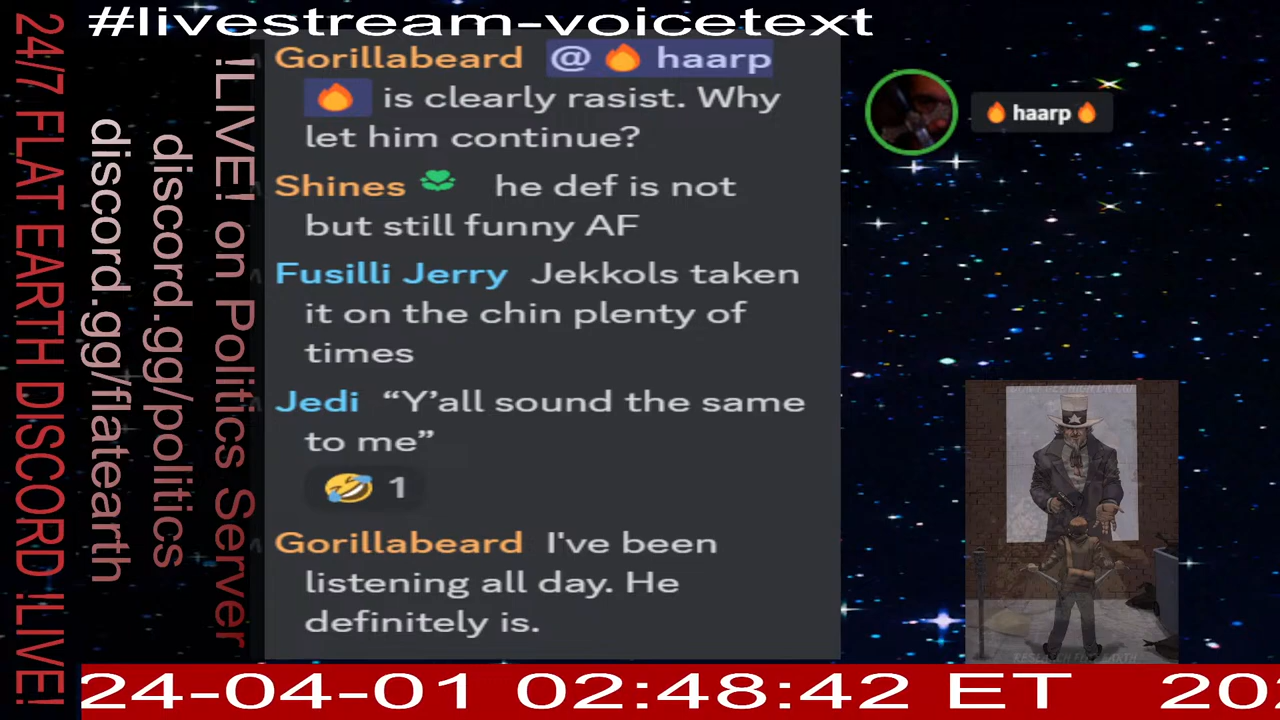 #livestream-voicetext
24/7 FLAT EARTH DISCORD !LIVE!
discord.gg/flatearth
discord.gg/politics
!LIVE! on Politics Server
Gorillabeard @🔥 haarp
🔥 is clearly rasist. Why
let him continue?
Shines he def is not
but still funny AF
Fusilli Jerry Jekkols taken
it on the chin plenty of
times
Jedi “Y’all sound the same
to me”
🤣 1
Gorillabeard I've been
listening all day. He
definitely is.
🔥 haarp 🔥
24-04-01 02:48:42 ET 202